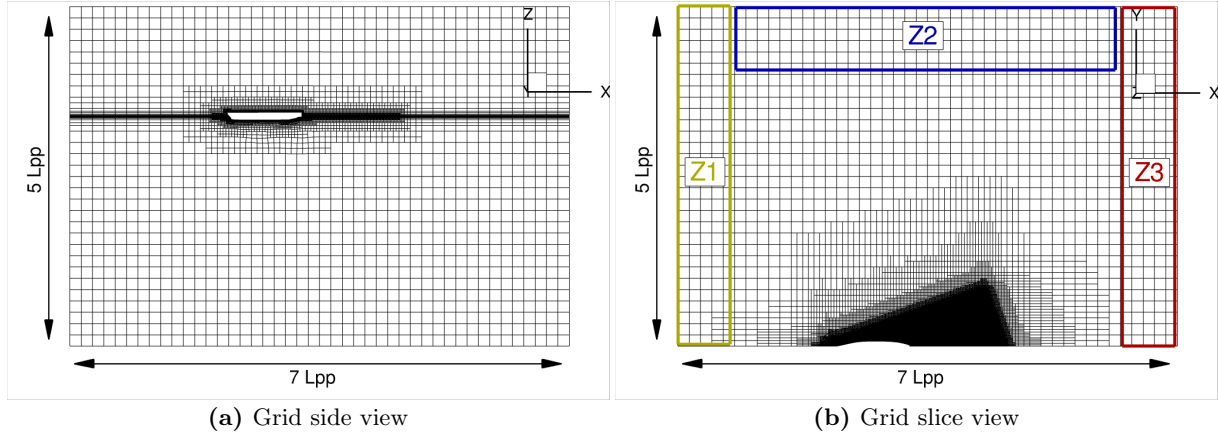 Z
X
5 Lpp
7 Lpp
(a) Grid side view
Z2
Y
Z
X
Z1
Z3
5 Lpp
7 Lpp
(b) Grid slice view